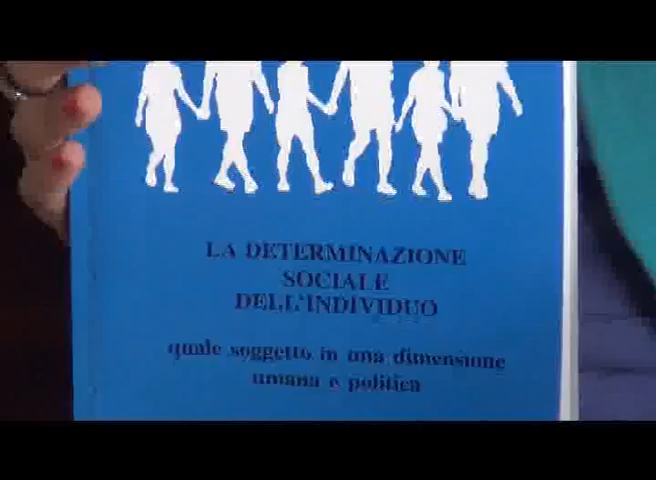 LA DETERMINAZIONE
SOCIALE
DELL'INDIVIDUO
quale soggetto in una dimensione
umana e politica